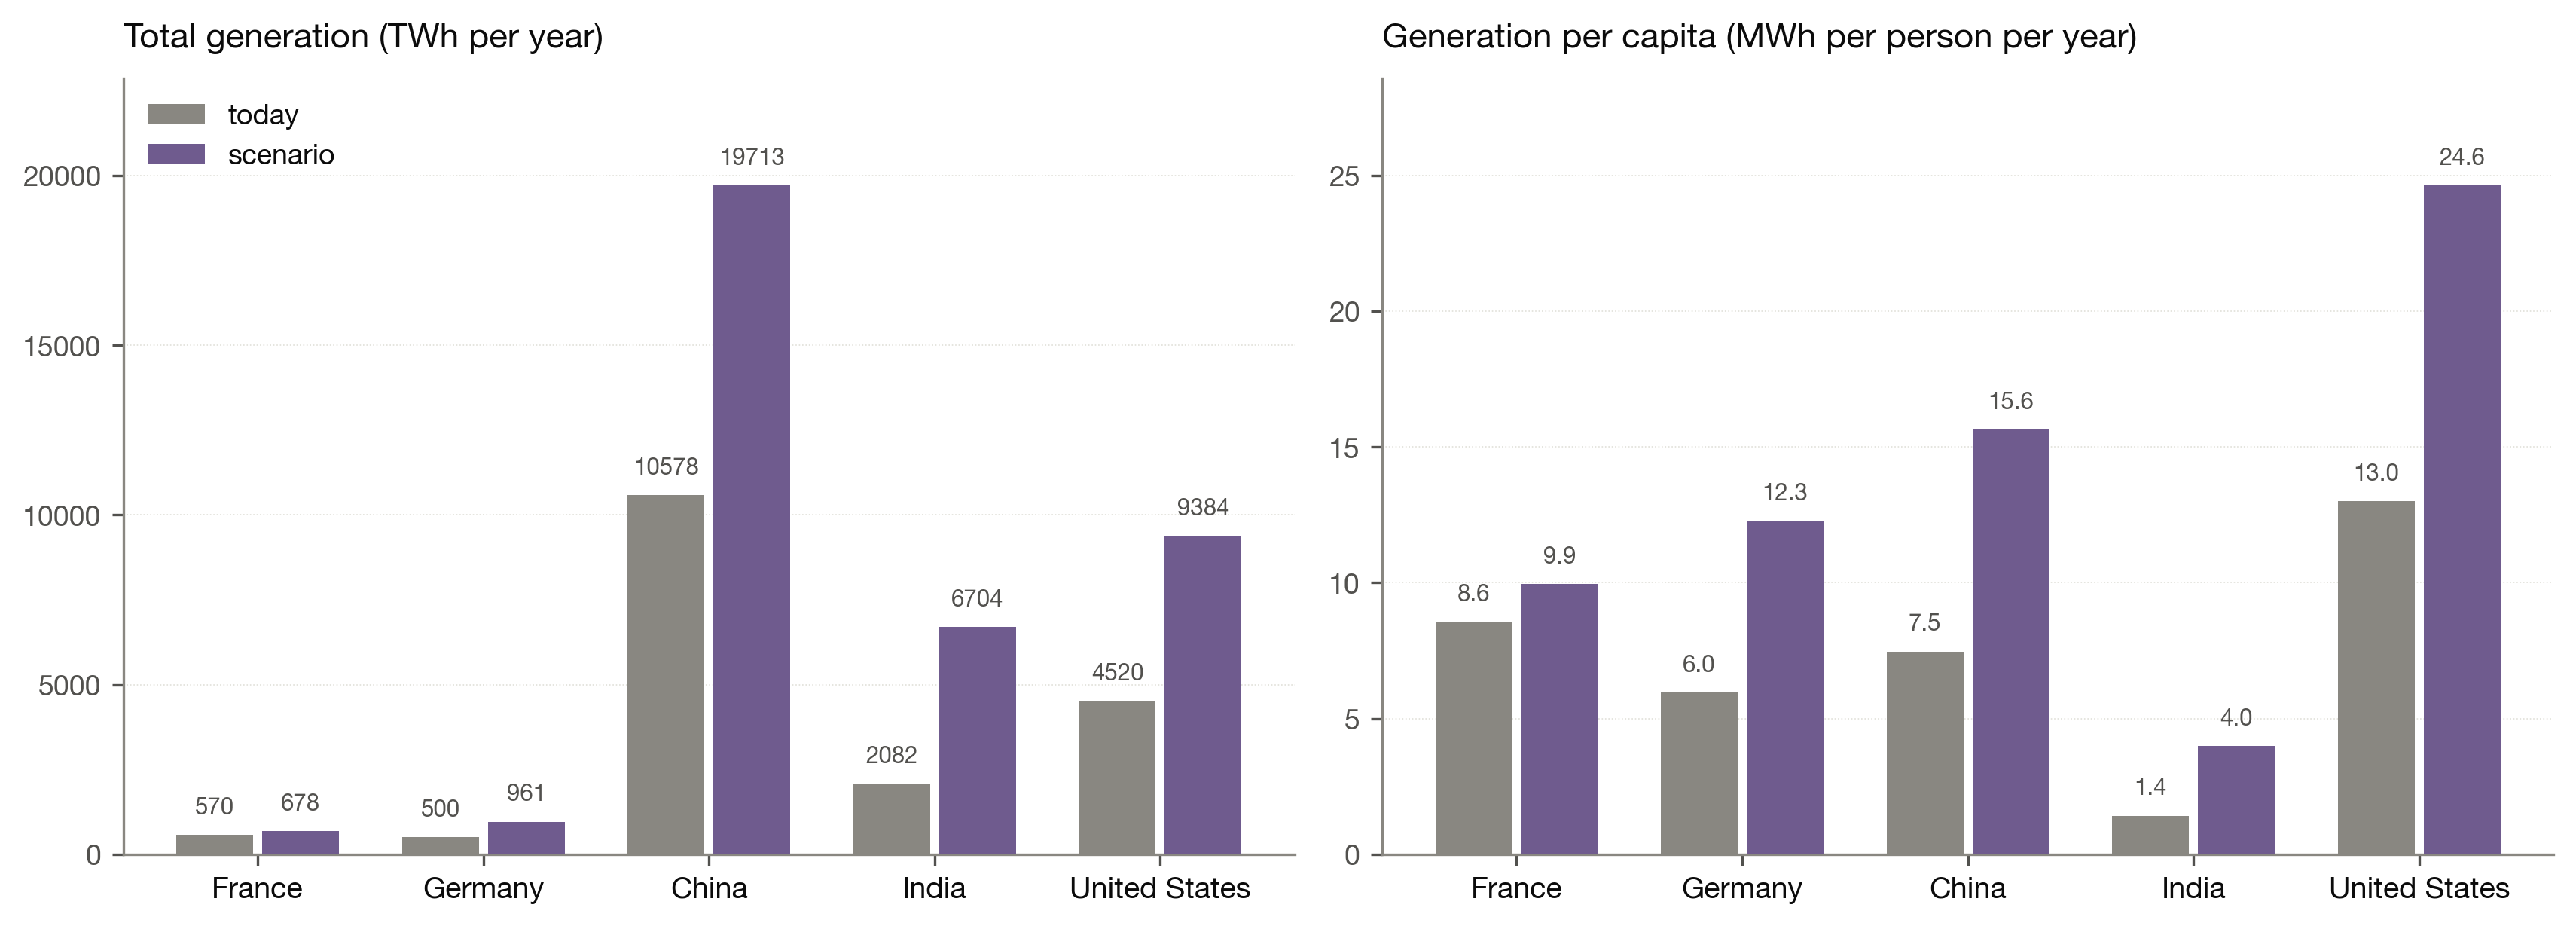 Total generation (TWh per year)
today
scenario
20000
15000
10000
5000
0
570
678
500
961
10578
19713
2082
6704
4520
9384
France
Germany
China
India
United States
Generation per capita (MWh per person per year)
25
20
15
10
5
0
8.6
9.9
6.0
12.3
7.5
15.6
1.4
4.0
13.0
24.6
France
Germany
China
India
United States